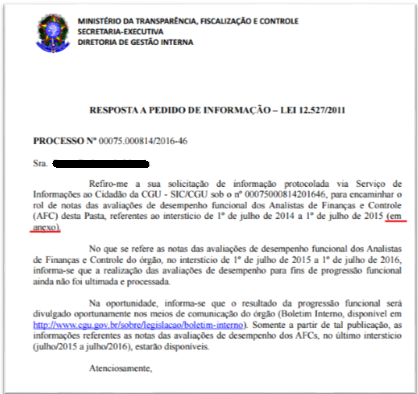 MINISTÉRIO DA TRANSPARÊNCIA, FISCALIZAÇÃO E CONTROLE
SECRETARIA-EXECUTIVA
DIRETORIA DE GESTÃO INTERNA
RESPOSTA A PEDIDO DE INFORMAÇÃO – LEI 12.527/2011
PROCESSO Nº 00075.000814/2016-46
Sra.
Refiro-me a sua solicitação de informação protocolada via Serviço de
Informações ao Cidadão da CGU - SIC/CGU sob o nº 00075000814201646, para encaminhar o
rol de notas das avaliações de desempenho funcional dos Analistas de Finanças e Controle
(AFC) desta Pasta, referentes ao interstício de 1º de julho de 2014 a 1º de julho de 2015 (em
anexo).
No que se refere as notas das avaliações de desempenho funcional dos Analistas
de Finanças e Controle do órgão, no interstício de 1º de julho de 2015 a 1º de julho de 2016,
informa-se que a realização das avaliações de desempenho para fins de progressão funcional
ainda não foi ultimada e processada.
Na oportunidade, informa-se que o resultado da progressão funcional será
divulgado oportunamente nos meios de comunicação do órgão (Boletim Interno, disponível em
http://www.cgu.gov.br/sobre/legislacao/boletim-interno). Somente a partir de tal publicação, as
informações referentes as notas das avaliações de desempenho dos AFCs, no último interstício
(julho/2015 a julho/2016), estarão disponíveis.
Atenciosamente,